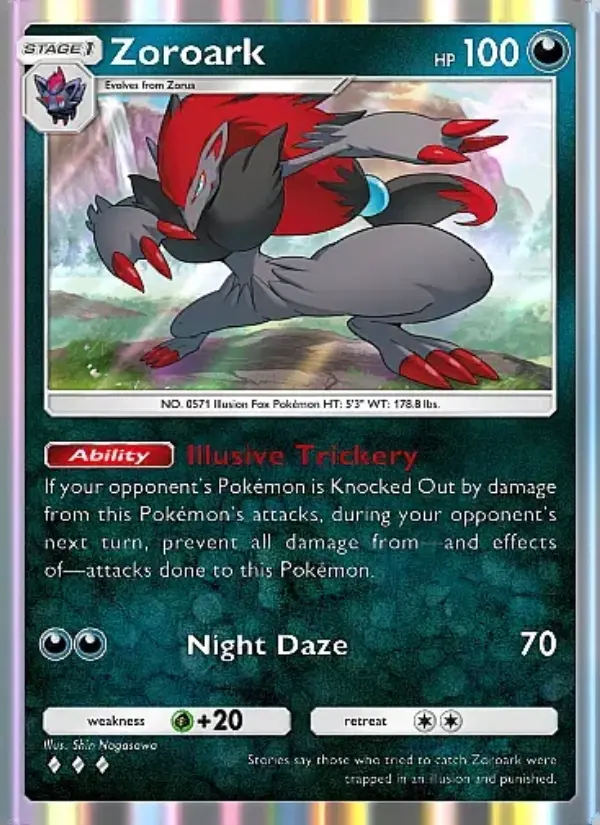 STAGE 1
Zoroark
HP 100
Evolves from Zorua
NO. 0571 Illusion Fox Pokémon HT: 5'3" WT: 178.8 lbs.
Ability Illusive Trickery
If your opponent's Pokémon is Knocked Out by damage
from this Pokémon's attacks, during your opponent's
next turn, prevent all damage from—and effects
of—attacks done to this Pokémon.
Night Daze 70
weakness +20 retreat
Illus. Shin Nagasawa
Stories say those who tried to catch Zoroark were
trapped in an illusion and punished.